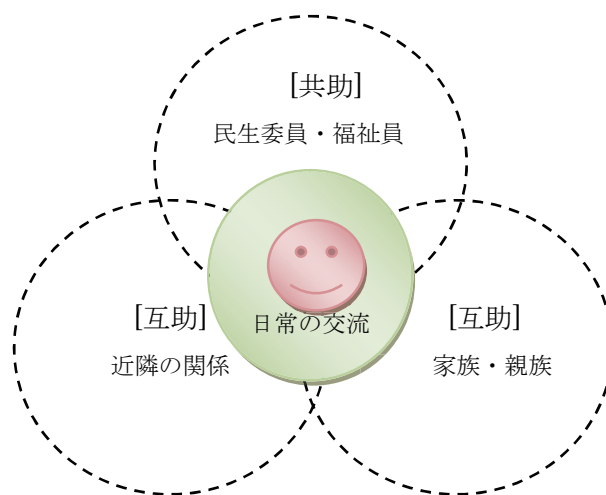 [共助]
民生委員・福祉員
[互助]
近隣の関係
日常の交流
[互助]
家族・親族